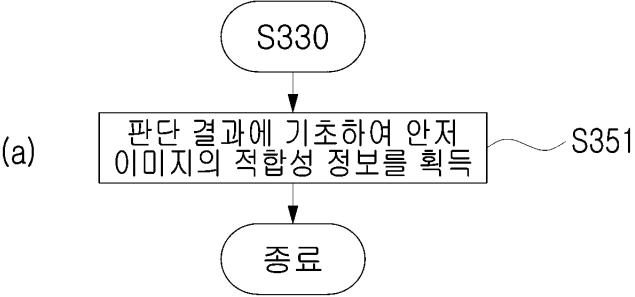 S330
(a)
판단 결과에 기초하여 안저
이미지의 적합성 정보를 획득
S351
종료